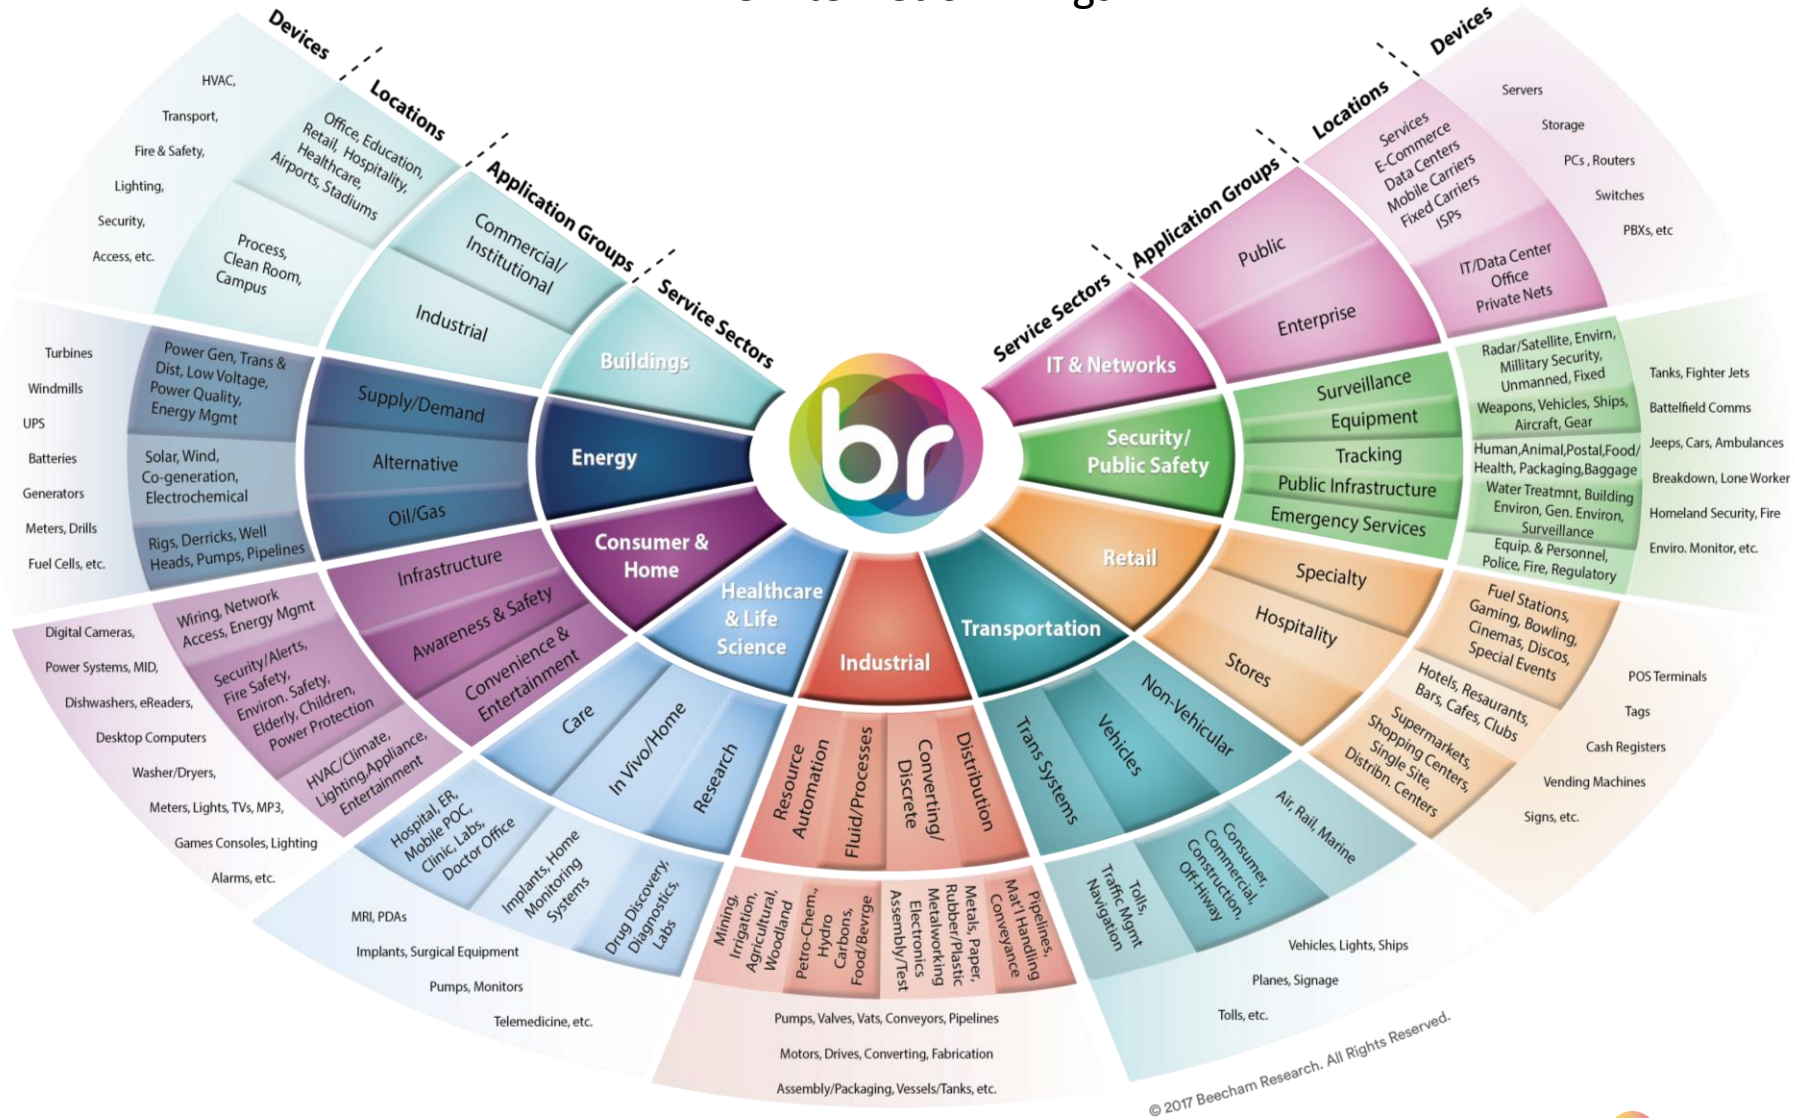 Devices
Locations
Application Groups
Service Sectors
HVAC,
Transport,
Fire & Safety,
Lighting,
Security,
Access, etc.
Office, Education,
Retail, Hospitality,
Healthcare,
Airports, Stadiums
Process,
Clean Room,
Campus
Commercial/
Institutional
Industrial
Buildings
Turbines
Windmills
UPS
Batteries
Generators
Meters, Drills
Fuel Cells, etc.
Power Gen, Trans &
Dist, Low Voltage,
Power Quality,
Energy Mgmt
Solar, Wind,
Co-generation,
Electrochemical
Rigs, Derricks, Well
Heads, Pumps, Pipelines
Supply/Demand
Alternative
Oil/Gas
Energy
Digital Cameras,
Power Systems, MID,
Dishwashers, eReaders,
Desktop Computers
Washer/Dryers,
Meters, Lights, TVs, MP3,
Games Consoles, Lighting
Alarms, etc.
Wiring, Network
Access, Energy Mgmt
Security/Alerts,
Fire Safety,
Environ. Safety,
Elderly, Children,
Power Protection
HVAC/Climate,
Lighting,Appliance,
Entertainment
Infrastructure
Awareness & Safety
Convenience &
Entertainment
Consumer &
Home
MRI, PDAs
Implants, Surgical Equipment
Pumps, Monitors
Telemedicine, etc.
Hospital, ER,
Mobile POC,
Clinic, Labs,
Doctor Office
Implants, Home
Monitoring
Systems
Drug Discovery,
Diagnostics,
Labs
Care
In Vivo/Home
Research
Healthcare
& Life
Science
br
Industrial
Resource
Automation
Fluid/Processes
Converting/
Discrete
Distribution
Mining,
Irrigation,
Agricultural,
Woodland
Petro-Chem.,
Hydro
Carbons,
Food/Bevrge
Metals, Paper,
Rubber/Plastic
Metalworking
Electronics
Assembly/Test
Pipelines,
Mat'l Handling
Conveyance
Pumps, Valves, Vats, Conveyors, Pipelines
Motors, Drives, Converting, Fabrication
Assembly/Packaging, Vessels/Tanks, etc.
Transportation
Non-Vehicular
Vehicles
Trans Systems
Air, Rail, Marine
Consumer,
Commercial,
Construction,
Off-Hiway
Tolls,
Traffic Mgmt
Navigation
Vehicles, Lights, Ships
Planes, Signage
Tolls, etc.
Retail
Specialty
Hospitality
Stores
Fuel Stations,
Gaming, Bowling,
Cinemas, Discos,
Special Events
Hotels, Resaurants,
Bars, Cafes, Clubs
Supermarkets,
Shopping Centers,
Single Site,
Distribn. Centers
POS Terminals
Tags
Cash Registers
Vending Machines
Signs, etc.
Security/
Public Safety
Surveillance
Equipment
Tracking
Public Infrastructure
Emergency Services
Radar/Satellite, Envirn,
Millitary Security,
Unmanned, Fixed
Weapons, Vehicles, Ships,
Aircraft, Gear
Human,Animal,Postal,Food/
Health, Packaging,Baggage
Water Treatmnt, Building
Environ, Gen. Environ,
Surveillance
Equip. & Personnel,
Police, Fire, Regulatory
Tanks, Fighter Jets
Battelfield Comms
Jeeps, Cars, Ambulances
Breakdown, Lone Worker
Homeland Security, Fire
Enviro. Monitor, etc.
IT & Networks
Public
Enterprise
Services
E-Commerce
Data Centers
Mobile Carriers
Fixed Carriers
ISPs
IT/Data Center
Office
Private Nets
Servers
Storage
PCs , Routers
Switches
PBXs, etc
Devices
Locations
Application Groups
Service Sectors
© 2017 Beecham Research. All Rights Reserved.